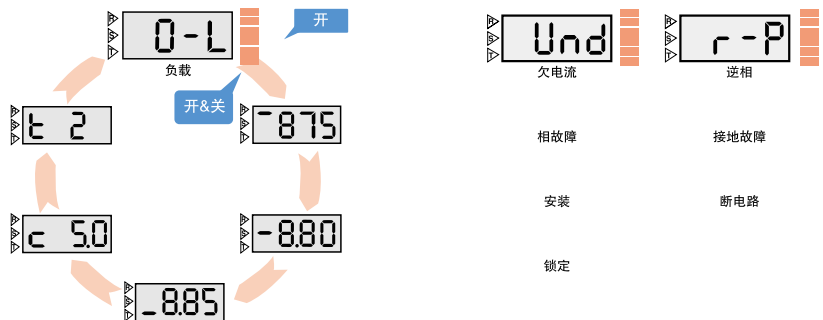 0-L
开
负载
开&关
t 2
‾875
c 5.0
-8.80
_8.85
Und
r-P
欠电流
逆相
相故障
接地故障
安装
断电路
锁定